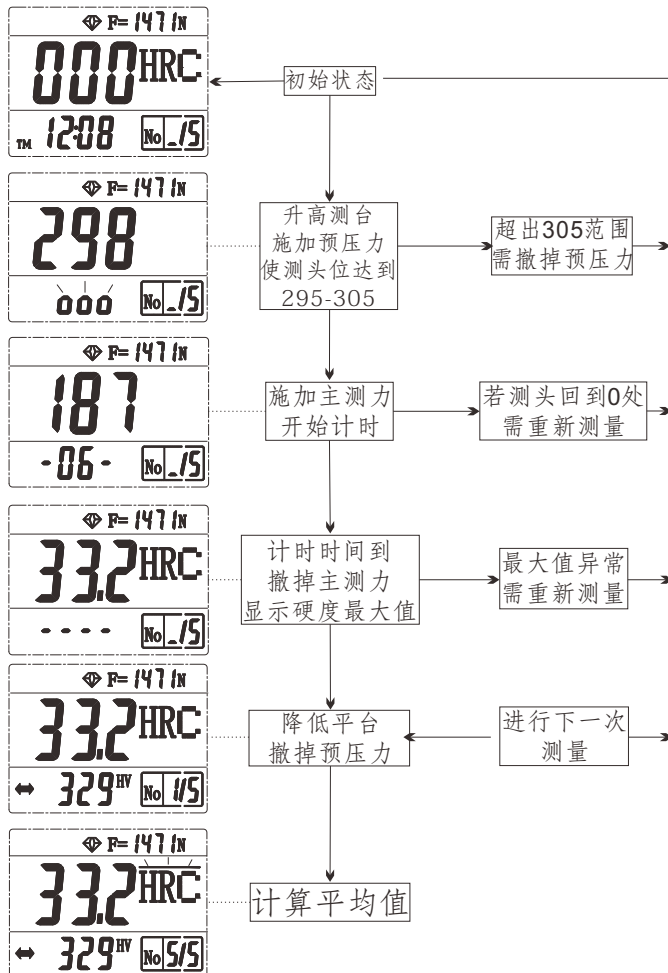 F=1471N
000HRC
TM 12:08 No _/5
初始状态
F=1471N
298
000 No _/5
升高测台
施加预压力
使测头位达到
295-305
超出305范围
需撤掉预压力
F=1471N
187
-06- No _/5
施加主测力
开始计时
若测头回到0处
需重新测量
F=1471N
33.2HRC
---- No _/5
计时时间到
撤掉主测力
显示硬度最大值
最大值异常
需重新测量
F=1471N
33.2HRC
329HV No 1/5
降低平台
撤掉预压力
进行下一次
测量
F=1471N
33.2HRC
329HV No 5/5
计算平均值